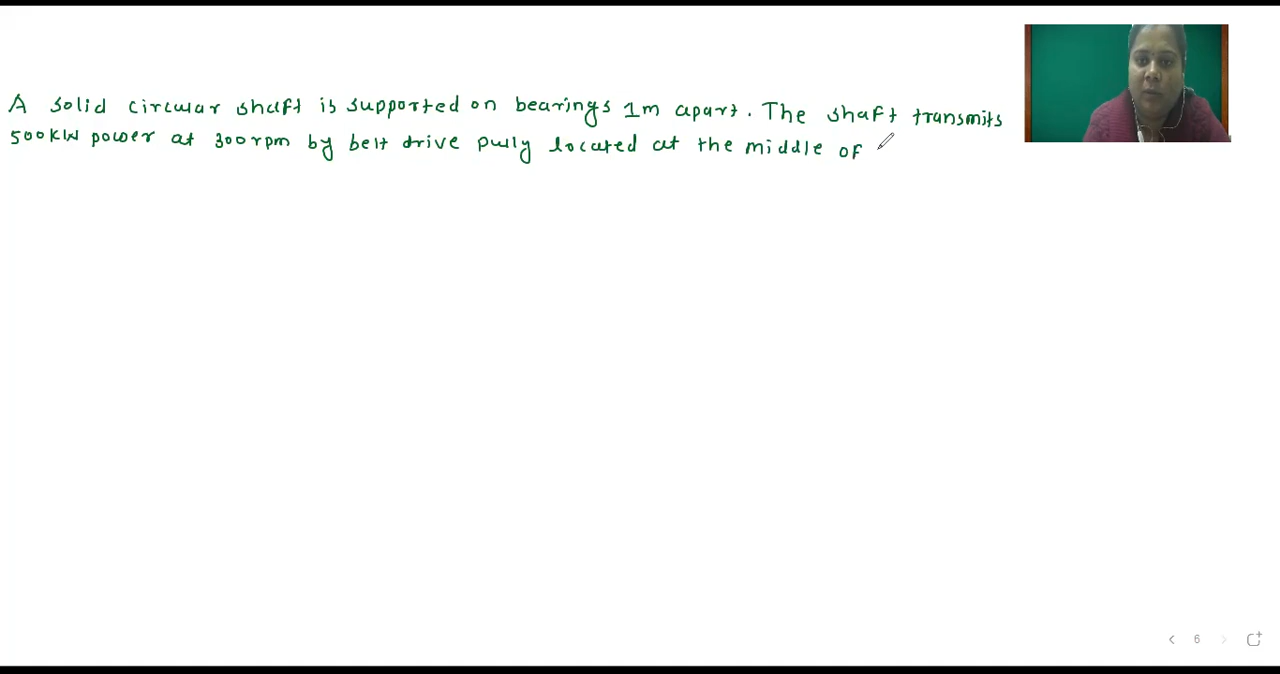 A solid circular shaft is supported on bearings 1m apart. The shaft transmits
500kW power at 300rpm by belt drive pully located at the middle of
6